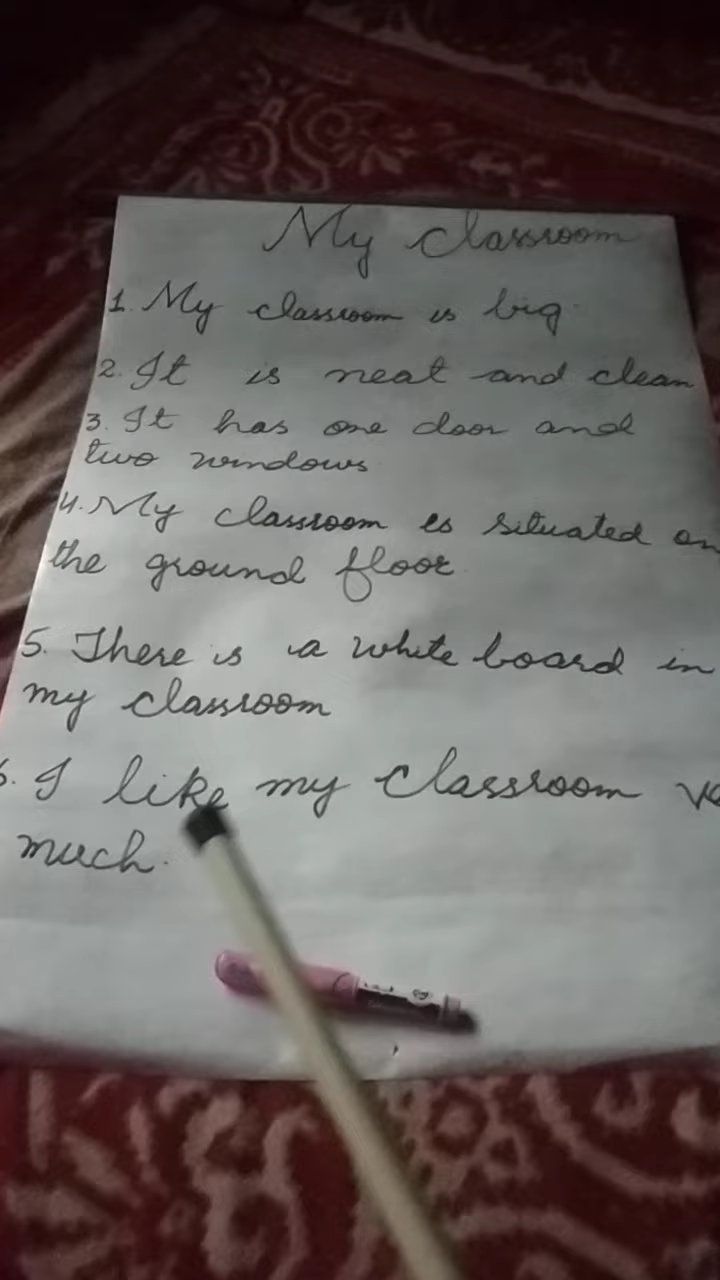 My classroom
1. My classroom is big.
2. It is neat and clean
3. It has one door and
two windows.
4. My classroom is situated on
the ground floor.
5. There is a white board in
my classroom
6. I like my classroom
much.